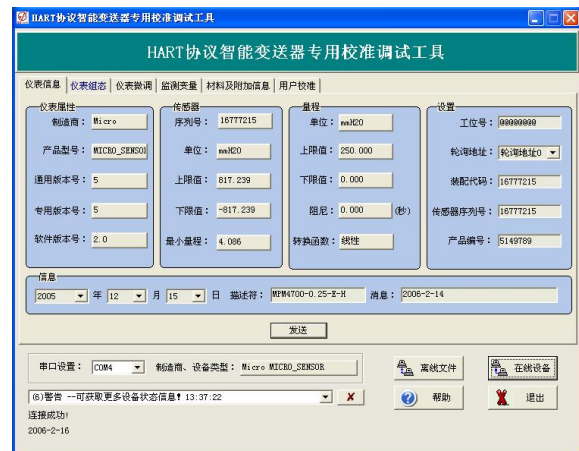 HART协议智能变送器专用校准调试工具
HART协议智能变送器专用校准调试工具
仪表信息 仪表组态 仪表微调 监测变量 材料及附加信息 用户校准
仪表属性 传感器 量程 设置
制造商： Micro 序列号： 16777215 单位： mmH2O 工位号： @@@@@@@@
产品型号： MICRO_SENSO 单位： mmH2O 上限值： 250.000 轮询地址： 轮询地址0
通用版本号： 5 上限值： 817.239 下限值： 0.000 装配代码： 16777215
专用版本号： 5 下限值： -817.239 阻尼： 0.000 (秒) 传感器序列号： 16777215
软件版本号： 2.0 最小量程： 4.086 转换函数： 线性 产品编号： 5149789
信息
2005 年 12 月 15 日 描述符： MPM4700-0.25-E-H 消息： 2006-2-14
发送
串口设置： COM4 制造商、设备类型： Micro MICRO_SENSOR 离线文件 在线设备
(6)警告 --可获取更多设备状态信息! 13:37:22 帮助 退出
连接成功!
2006-2-16